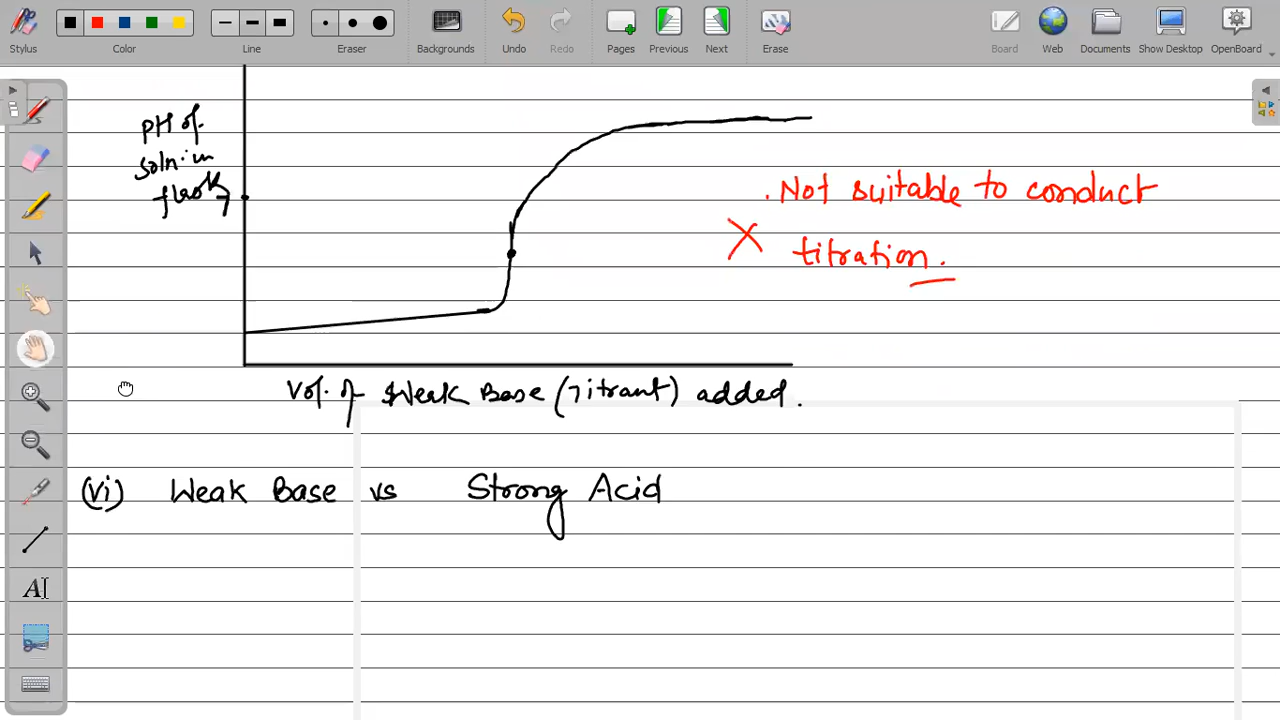 Stylus
Color
Line
Eraser
Backgrounds
Undo
Redo
Pages
Previous
Next
Erase
Board
Web
Documents
Show Desktop
OpenBoard
pH of
soln. in
flask
7
. Not suitable to conduct
X titration.
Vol. of Weak Base (Titrant) added.
(vi) Weak Base vs Strong Acid